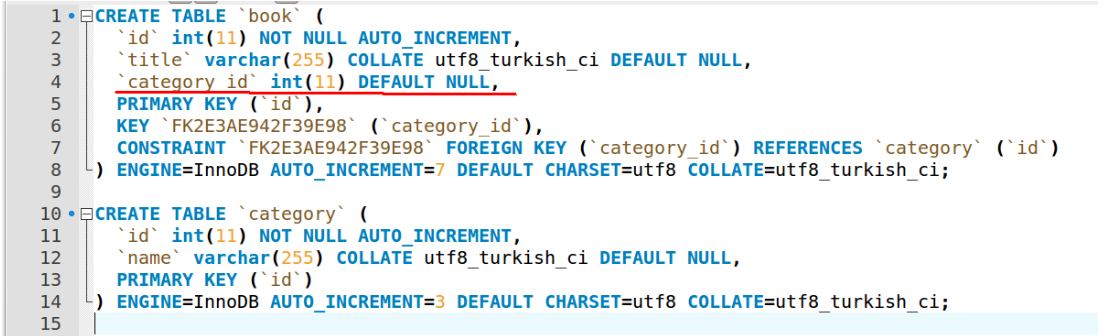 1 CREATE TABLE `book` (
2 `id` int(11) NOT NULL AUTO_INCREMENT,
3 `title` varchar(255) COLLATE utf8_turkish_ci DEFAULT NULL,
4 `category_id` int(11) DEFAULT NULL,
5 PRIMARY KEY (`id`),
6 KEY `FK2E3AE942F39E98` (`category_id`),
7 CONSTRAINT `FK2E3AE942F39E98` FOREIGN KEY (`category_id`) REFERENCES `category` (`id`)
8 ) ENGINE=InnoDB AUTO_INCREMENT=7 DEFAULT CHARSET=utf8 COLLATE=utf8_turkish_ci;
9
10 CREATE TABLE `category` (
11 `id` int(11) NOT NULL AUTO_INCREMENT,
12 `name` varchar(255) COLLATE utf8_turkish_ci DEFAULT NULL,
13 PRIMARY KEY (`id`)
14 ) ENGINE=InnoDB AUTO_INCREMENT=3 DEFAULT CHARSET=utf8 COLLATE=utf8_turkish_ci;
15